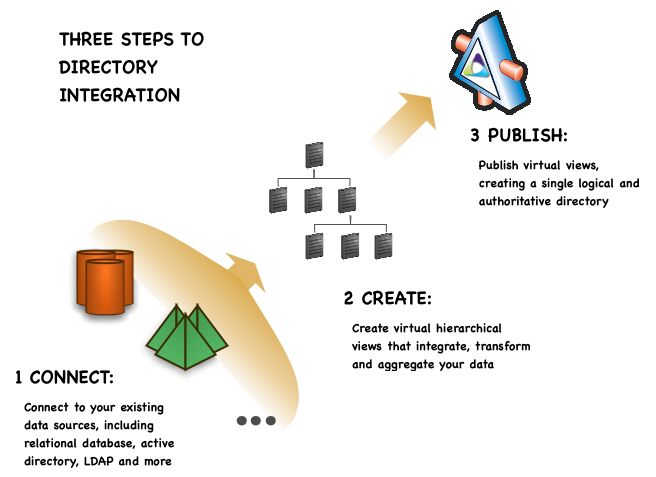 THREE STEPS TO
DIRECTORY
INTEGRATION
3 PUBLISH:
Publish virtual views,
creating a single logical and
authoritative directory
2 CREATE:
Create virtual hierarchical
views that integrate, transform
and aggregate your data
1 CONNECT:
Connect to your existing
data sources, including
relational database, active
directory, LDAP and more